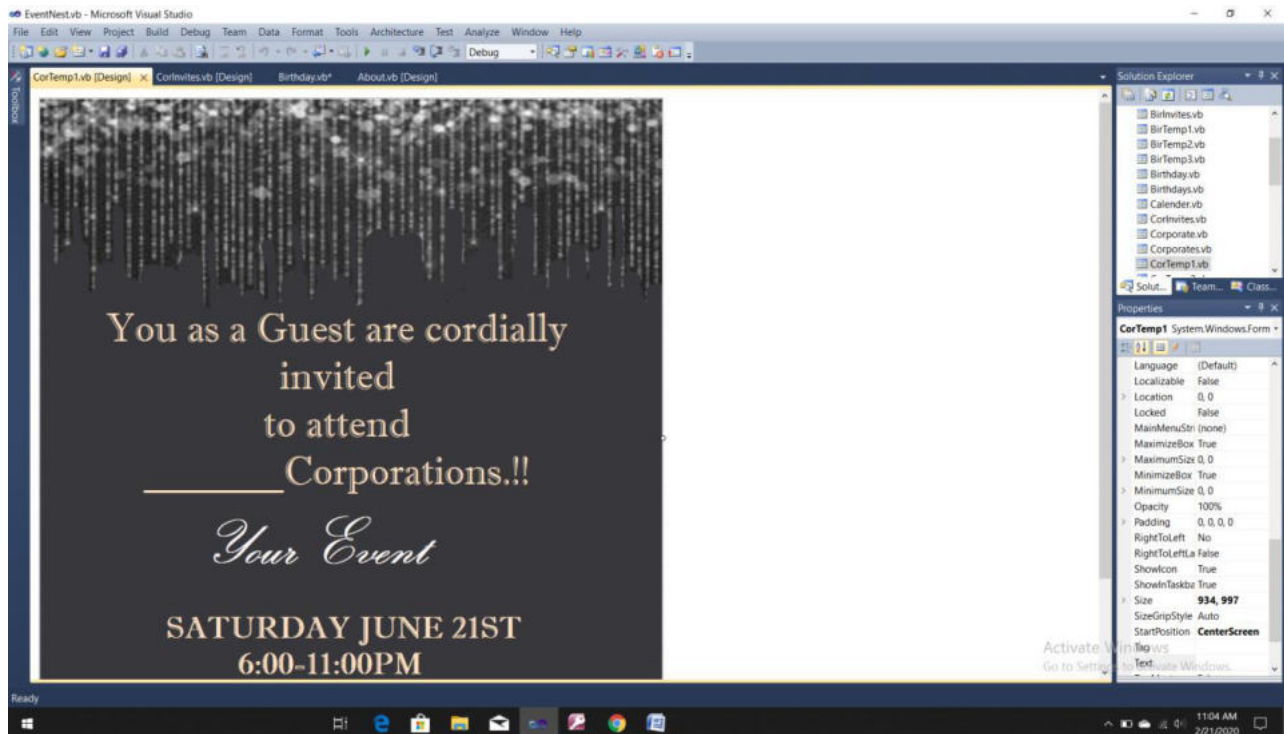 EventNest.vb - Microsoft Visual Studio
File Edit View Project Build Debug Team Data Format Tools Architecture Test Analyze Window Help
Debug
CorTemp1.vb [Design] CorInvites.vb [Design] Birthday.vb* About.vb [Design]
Toolbox
You as a Guest are cordially
invited
to attend
______Corporations.!!
Your Event
SATURDAY JUNE 21ST
6:00-11:00PM
Solution Explorer
BirInvites.vb
BirTemp1.vb
BirTemp2.vb
BirTemp3.vb
Birthday.vb
Birthdays.vb
Calender.vb
CorInvites.vb
Corporate.vb
Corporates.vb
CorTemp1.vb
Solut... Team... Class...
Properties
CorTemp1 System.Windows.Form
Language (Default)
Localizable False
Location 0, 0
Locked False
MainMenuStri (none)
MaximizeBox True
MaximumSize 0, 0
MinimizeBox True
MinimumSize 0, 0
Opacity 100%
Padding 0, 0, 0, 0
RightToLeft No
RightToLeftLa False
ShowIcon True
ShowInTaskba True
Size 934, 997
SizeGripStyle Auto
StartPosition CenterScreen
Tag
Text
Activate Windows
Go to Settings to activate Windows.
Ready
11:04 AM
2/21/2020